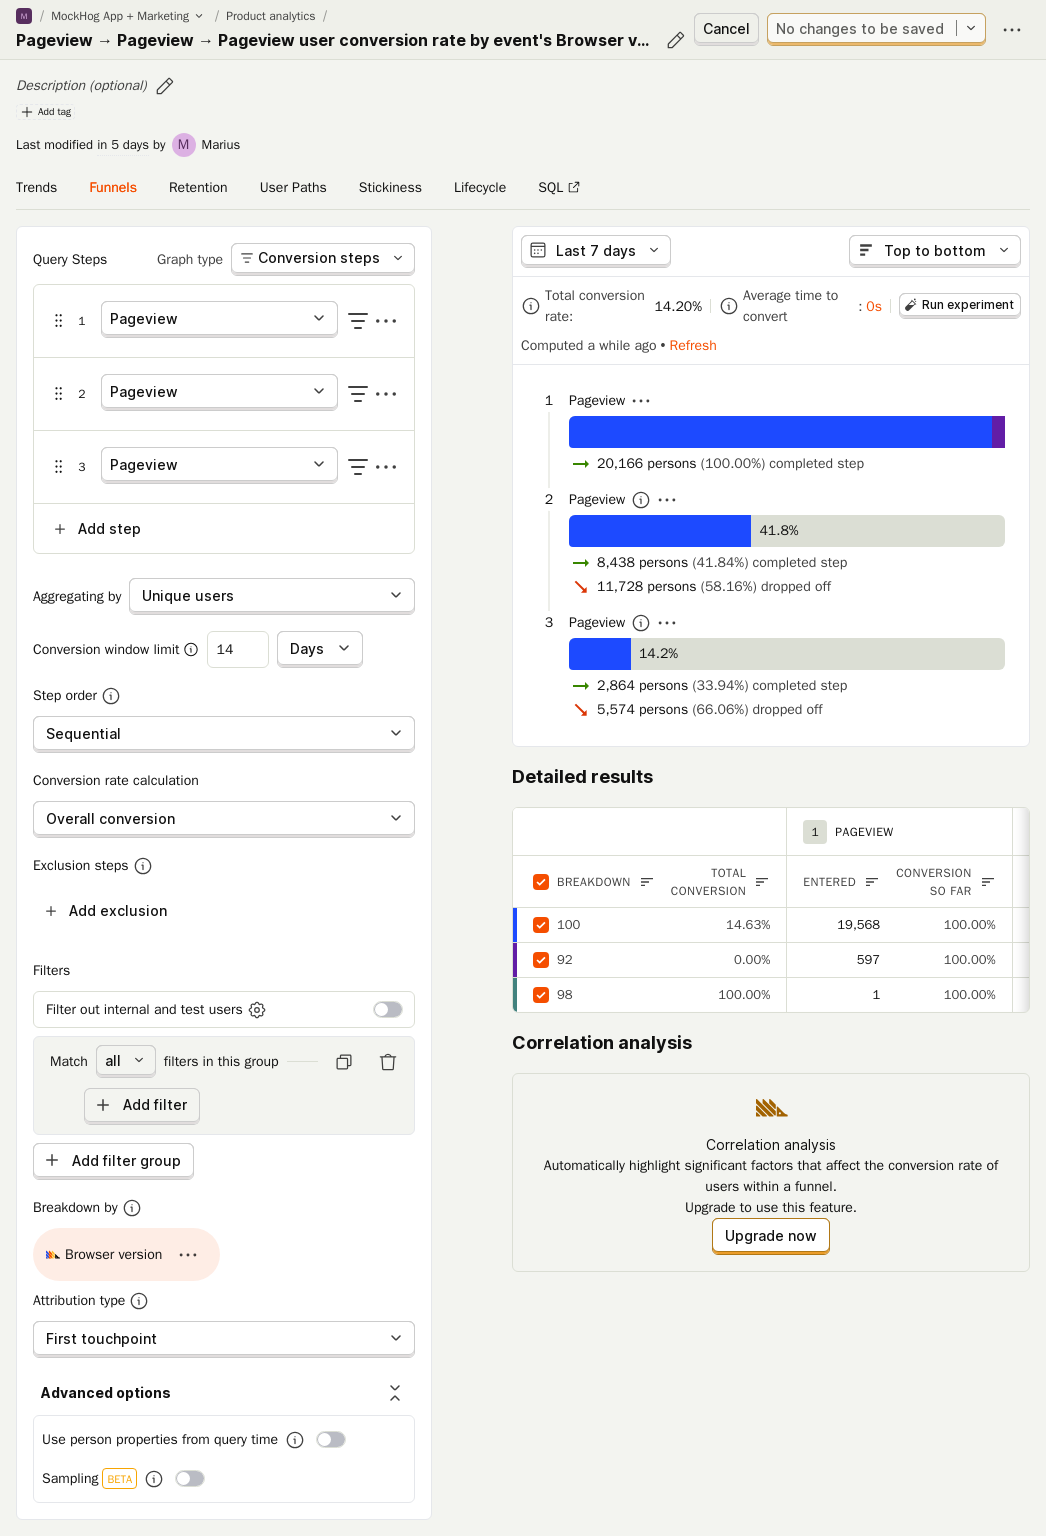 M / MockHog App + Marketing / Product analytics /
Pageview → Pageview → Pageview user conversion rate by event's Browser v...
Cancel
No changes to be saved
Description (optional)
Add tag
Last modified in 5 days by M Marius
Trends Funnels Retention User Paths Stickiness Lifecycle SQL
Query Steps
Graph type Conversion steps
1 Pageview
2 Pageview
3 Pageview
Add step
Aggregating by Unique users
Conversion window limit 14 Days
Step order
Sequential
Conversion rate calculation
Overall conversion
Exclusion steps
Add exclusion
Filters
Filter out internal and test users
Match all filters in this group
Add filter
Add filter group
Breakdown by
Browser version
Attribution type
First touchpoint
Advanced options
Use person properties from query time
Sampling BETA
Last 7 days
Top to bottom
Total conversion
rate:
14.20%
Average time to
convert
: 0s
Run experiment
Computed a while ago • Refresh
1 Pageview
20,166 persons (100.00%) completed step
2 Pageview
41.8%
8,438 persons (41.84%) completed step
11,728 persons (58.16%) dropped off
3 Pageview
14.2%
2,864 persons (33.94%) completed step
5,574 persons (66.06%) dropped off
Detailed results
1 PAGEVIEW
BREAKDOWN
TOTAL
CONVERSION
ENTERED
CONVERSION
SO FAR
100 14.63% 19,568 100.00%
92 0.00% 597 100.00%
98 100.00% 1 100.00%
Correlation analysis
Correlation analysis
Automatically highlight significant factors that affect the conversion rate of
users within a funnel.
Upgrade to use this feature.
Upgrade now